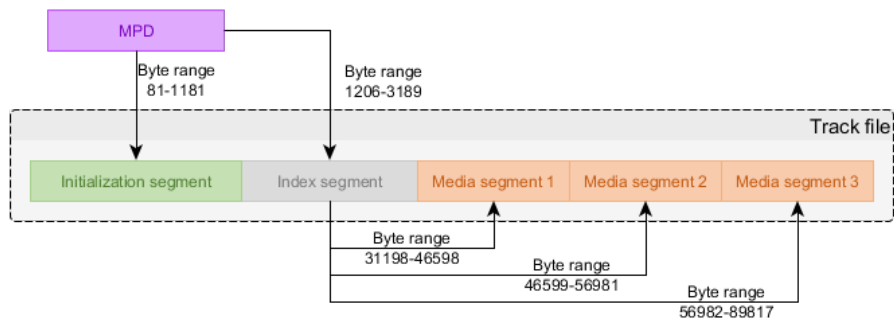 MPD
Byte range
81-1181
Byte range
1206-3189
Track file
Initialization segment
Index segment
Media segment 1
Media segment 2
Media segment 3
Byte range
31198-46598
Byte range
46599-56981
Byte range
56982-89817